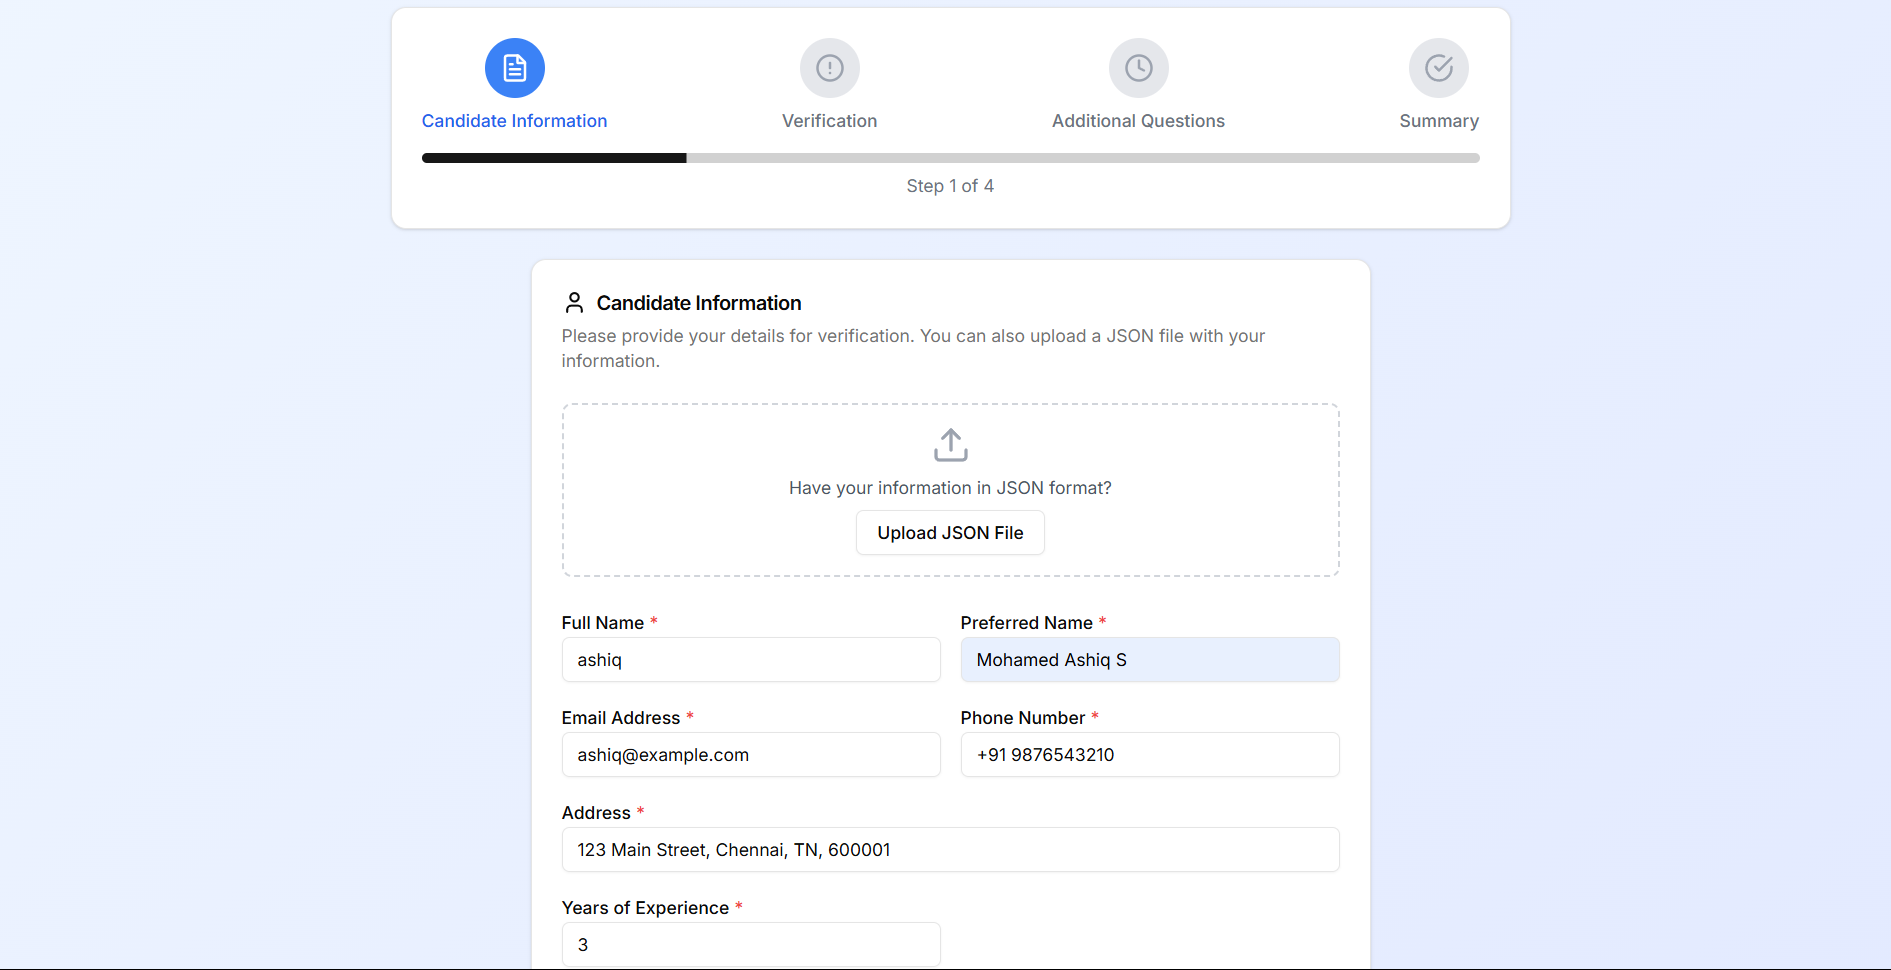 Candidate Information
Verification
Additional Questions
Summary
Step 1 of 4
Candidate Information
Please provide your details for verification. You can also upload a JSON file with your
information.
Have your information in JSON format?
Upload JSON File
Full Name *
Preferred Name *
ashiq
Mohamed Ashiq S
Email Address *
Phone Number *
ashiq@example.com
+91 9876543210
Address *
123 Main Street, Chennai, TN, 600001
Years of Experience *
3